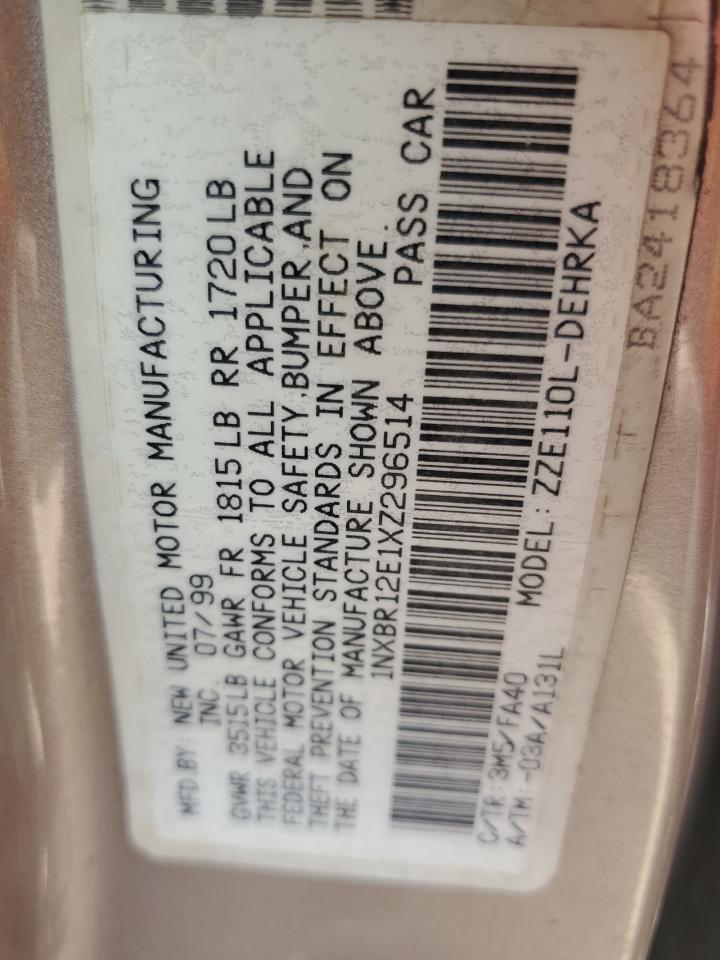 MFD.BY: NEW UNITED MOTOR MANUFACTURING
INC. 07/99
GVWR 3515LB GAWR FR 1815LB RR 1720LB
THIS VEHICLE CONFORMS TO ALL APPLICABLE
FEDERAL MOTOR VEHICLE SAFETY,BUMPER,AND
THEFT PREVENTION STANDARDS IN EFFECT ON
THE DATE OF MANUFACTURE SHOWN ABOVE.
1NXBR12E1XZ296514 PASS CAR
C/TR:3M5/FA40 MODEL:ZZE110L-DEHRKA
A/TM:-03A/A131L
BA2418364